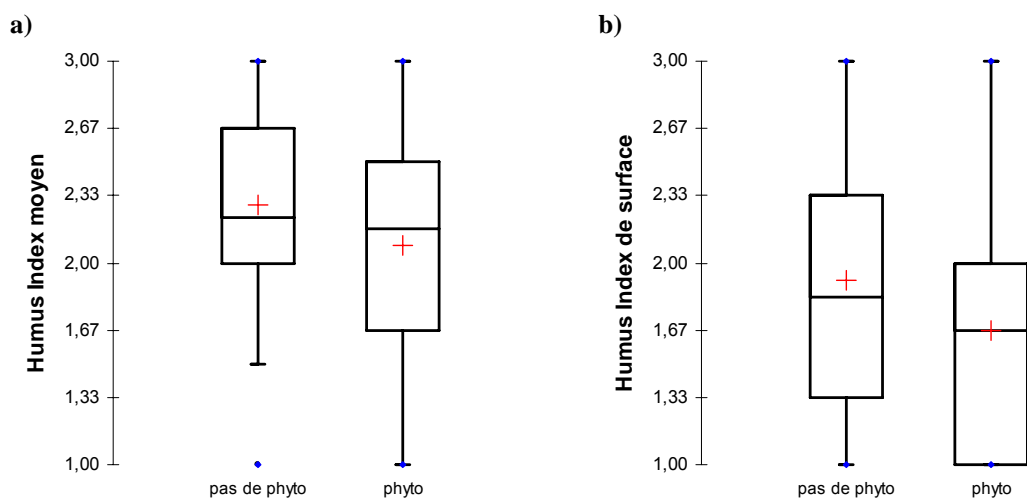 a)
Humus Index moyen
3,00
2,67
2,33
2,00
1,67
1,33
1,00
pas de phyto
phyto
b)
Humus Index de surface
3,00
2,67
2,33
2,00
1,67
1,33
1,00
pas de phyto
phyto